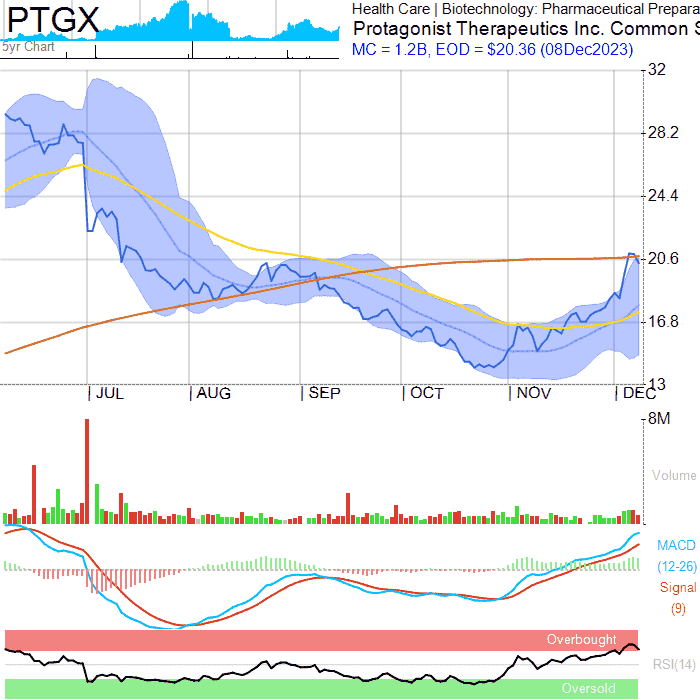 PTGX
5yr Chart
Health Care | Biotechnology: Pharmaceutical Prepara
Protagonist Therapeutics Inc. Common S
MC = 1.2B, EOD = $20.36 (08Dec2023)
32
28.2
24.4
20.6
16.8
13
JUL AUG SEP OCT NOV DEC
8M
Volume
MACD
(12-26)
Signal
(9)
Overbought
RSI(14)
Oversold